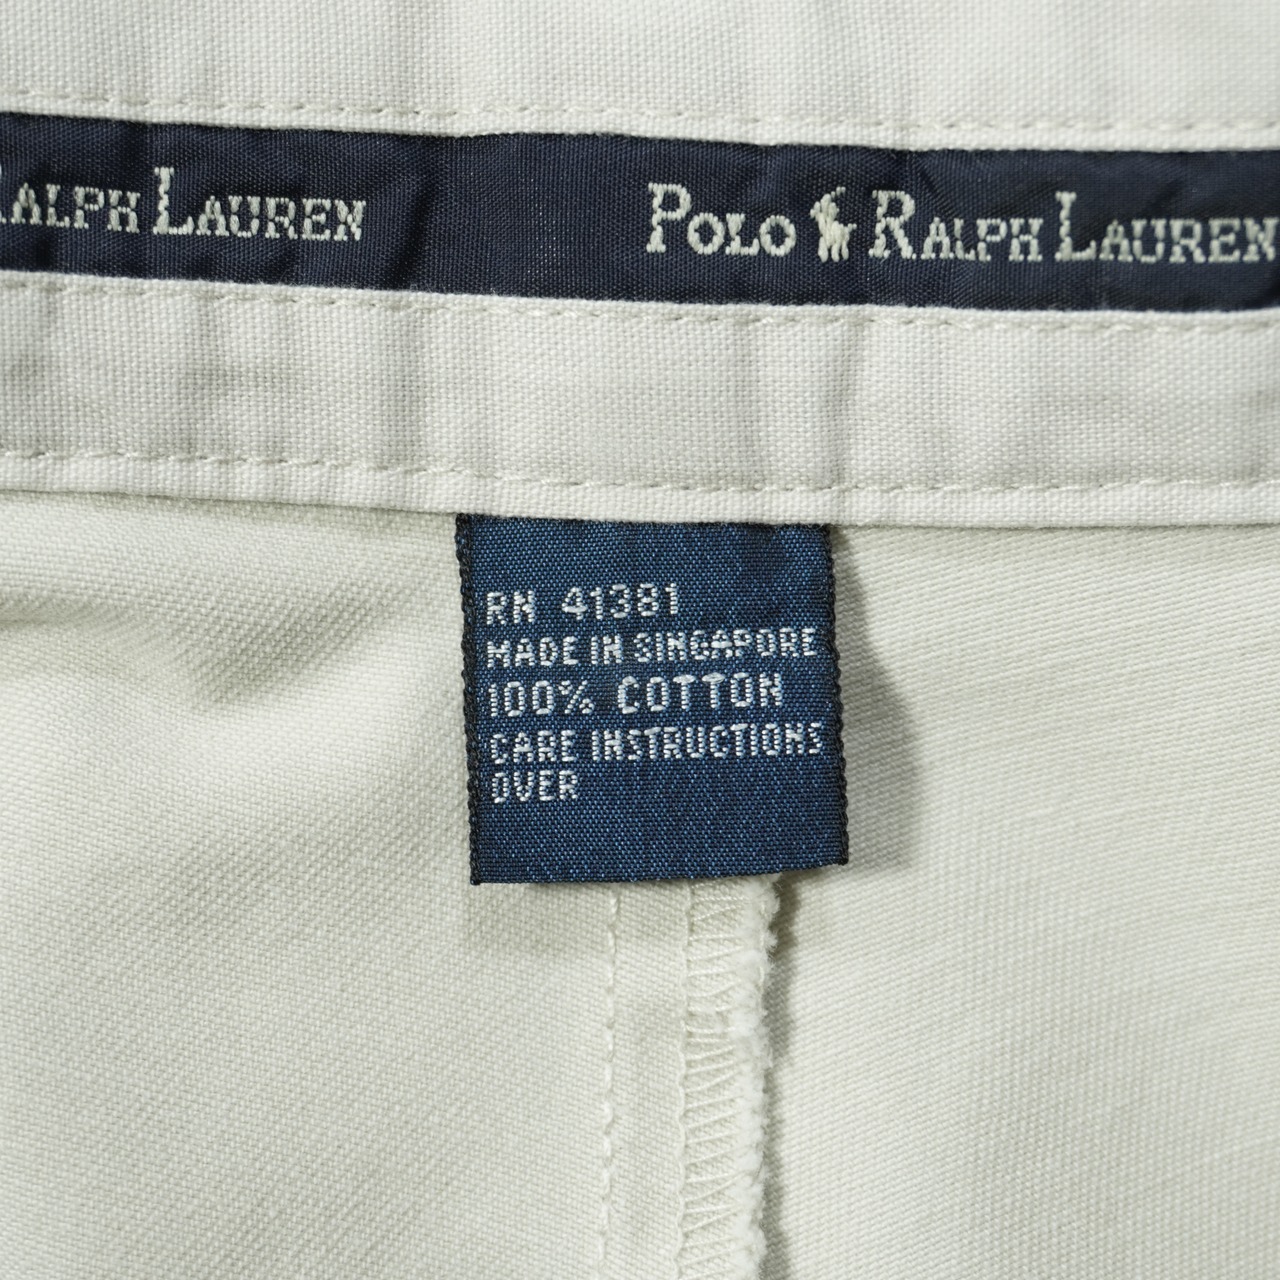 RALPH LAUREN POLO RALPH LAUREN
RN 41381
MADE IN SINGAPORE
100% COTTON
CARE INSTRUCTIONS
OVER